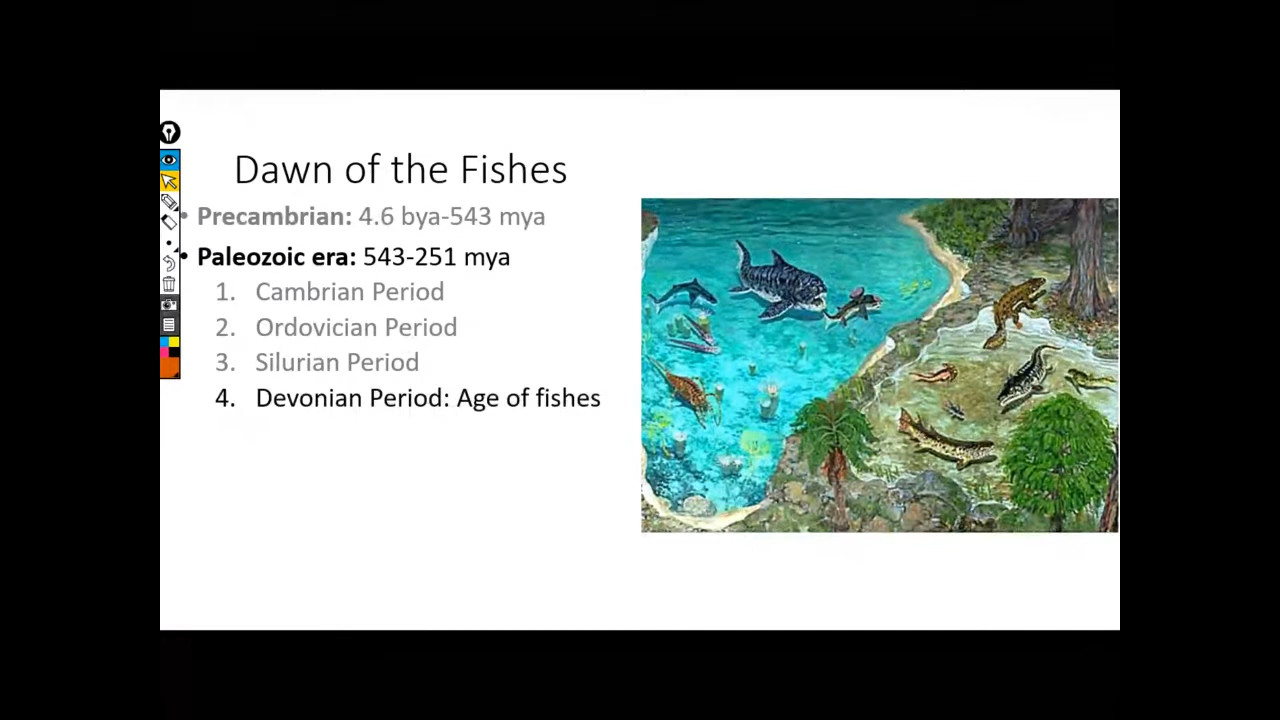 Dawn of the Fishes
• Precambrian: 4.6 bya-543 mya
• Paleozoic era: 543-251 mya
1. Cambrian Period
2. Ordovician Period
3. Silurian Period
4. Devonian Period: Age of fishes